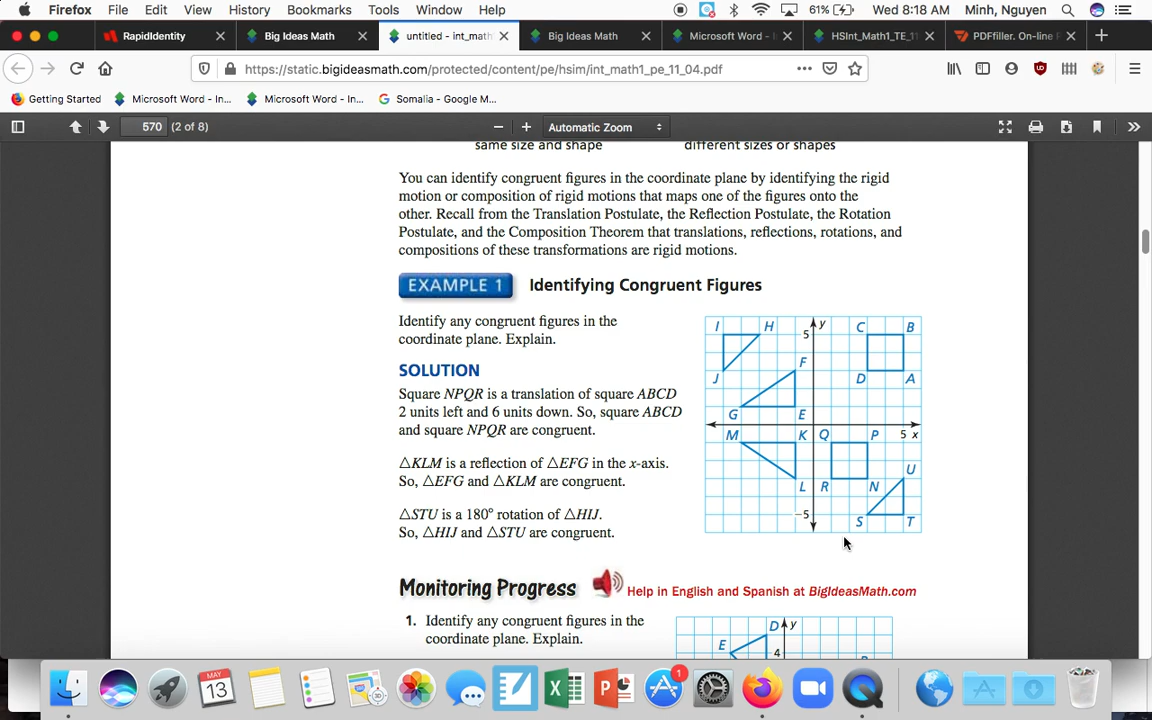 Firefox File Edit View History Bookmarks Tools Window Help 61% Wed 8:18 AM Minh, Nguyen
RapidIdentity Big Ideas Math untitled - int_math Big Ideas Math Microsoft Word - In HSInt_Math1_TE_11 PDFfiller. On-line P
https://static.bigideasmath.com/protected/content/pe/hsim/int_math1_pe_11_04.pdf
Getting Started Microsoft Word - In... Microsoft Word - In... Somalia - Google M...
570 (2 of 8) Automatic Zoom
same size and shape different sizes or shapes
You can identify congruent figures in the coordinate plane by identifying the rigid
motion or composition of rigid motions that maps one of the figures onto the
other. Recall from the Translation Postulate, the Reflection Postulate, the Rotation
Postulate, and the Composition Theorem that translations, reflections, rotations, and
compositions of these transformations are rigid motions.
EXAMPLE 1 Identifying Congruent Figures
Identify any congruent figures in the
coordinate plane. Explain.
SOLUTION
Square NPQR is a translation of square ABCD
2 units left and 6 units down. So, square ABCD
and square NPQR are congruent.
△KLM is a reflection of △EFG in the x-axis.
So, △EFG and △KLM are congruent.
△STU is a 180° rotation of △HIJ.
So, △HIJ and △STU are congruent.
I H 5 y C B
F
J D A
G E
M K Q P 5 x
U
L R N
−5 S T
Monitoring Progress Help in English and Spanish at BigIdeasMath.com
1. Identify any congruent figures in the
coordinate plane. Explain.
D y
E 4
MAY
13
1